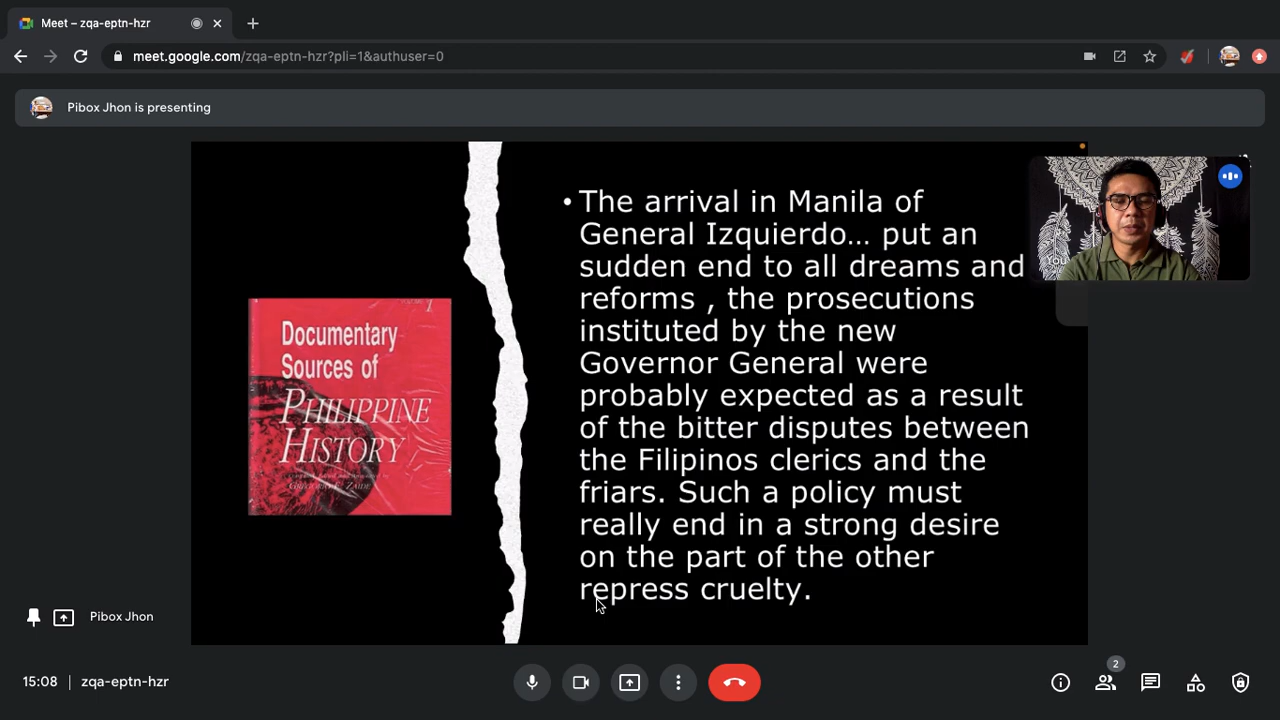 Meet – zqa-eptn-hzr
meet.google.com/zqa-eptn-hzr?pli=1&authuser=0
Pibox Jhon is presenting
• The arrival in Manila of
General Izquierdo… put an
sudden end to all dreams and
reforms , the prosecutions
instituted by the new
Governor General were
probably expected as a result
of the bitter disputes between
the Filipinos clerics and the
friars. Such a policy must
really end in a strong desire
on the part of the other
repress cruelty.
Documentary
Sources of
PHILIPPINE
HISTORY
GREGORIO F. ZAIDE
You
Pibox Jhon
15:08 | zqa-eptn-hzr
2